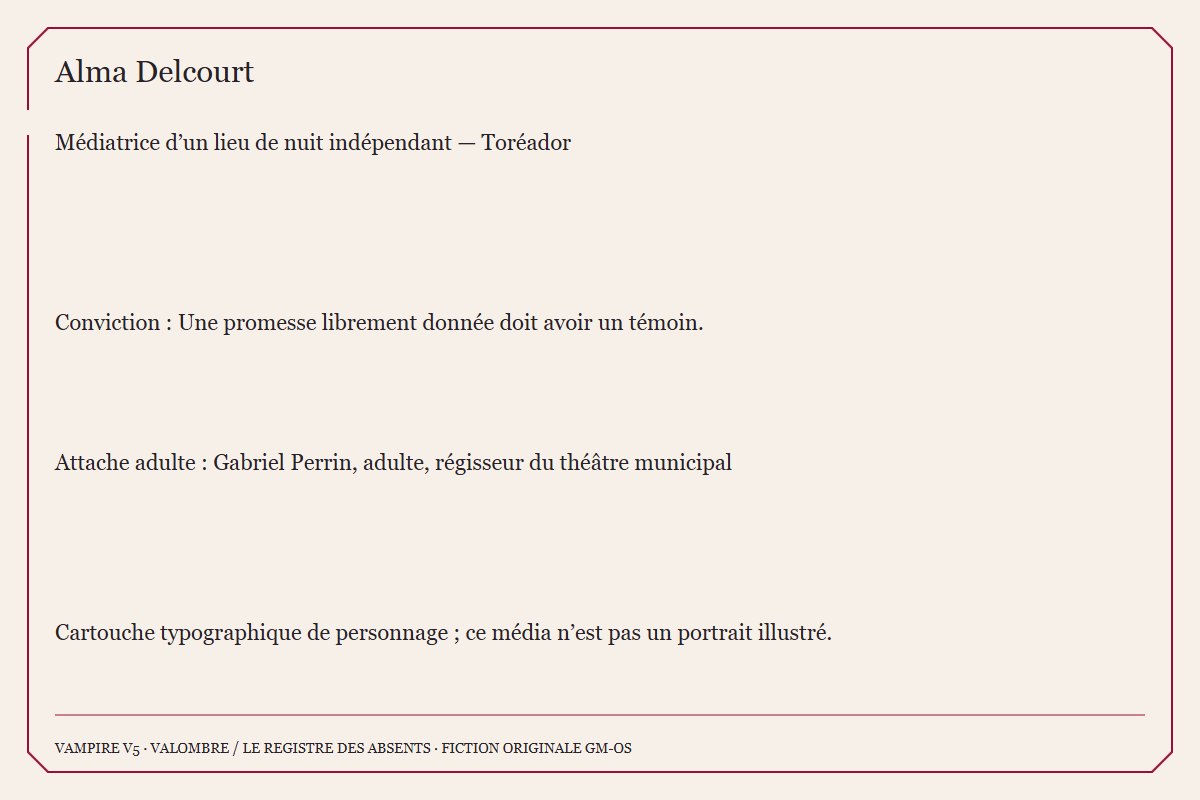 Alma Delcourt
Médiatrice d’un lieu de nuit indépendant — Toréador
Conviction : Une promesse librement donnée doit avoir un témoin.
Attache adulte : Gabriel Perrin, adulte, régisseur du théâtre municipal
Cartouche typographique de personnage ; ce média n’est pas un portrait illustré.
VAMPIRE V5 · VALOMBRE / LE REGISTRE DES ABSENTS · FICTION ORIGINALE GM-OS